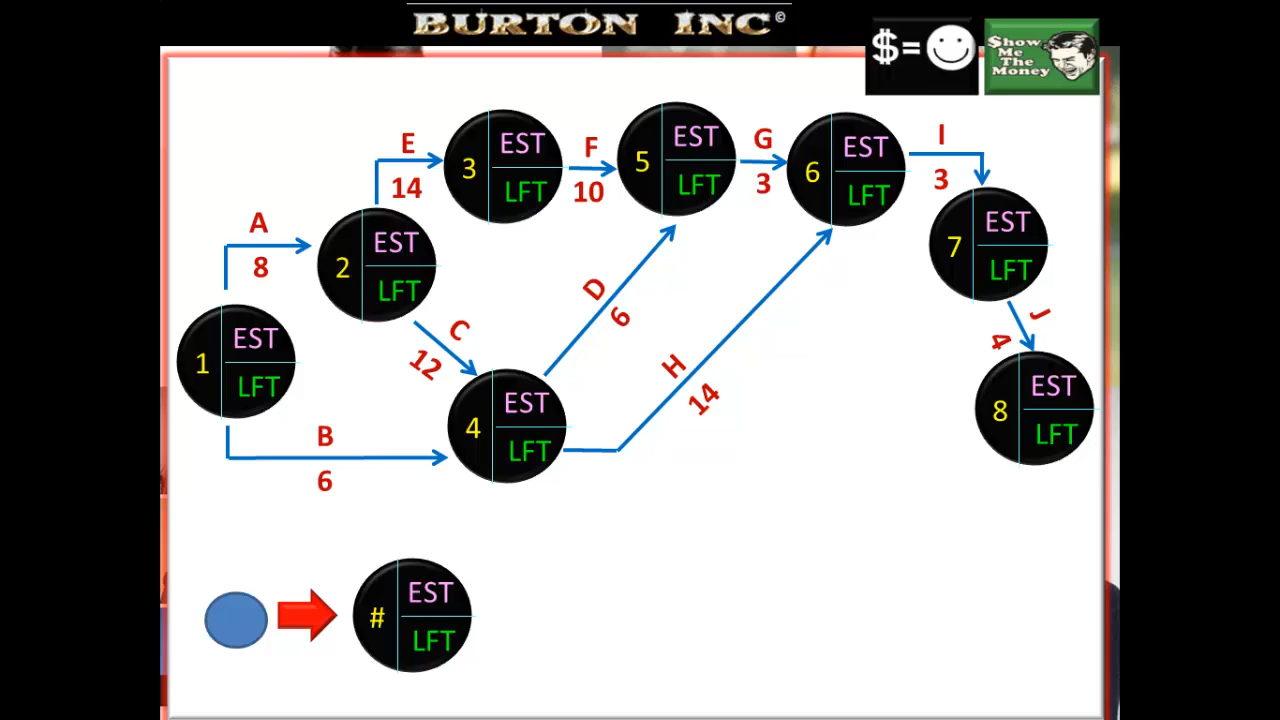 BURTON INC©
$=
$how
Me
The
Money
A
8
E
14
F
10
G
3
I
3
1
EST
LFT
2
EST
LFT
3
EST
LFT
5
EST
LFT
6
EST
LFT
7
EST
LFT
C
12
D
6
H
14
J
4
B
6
4
EST
LFT
8
EST
LFT
#
EST
LFT